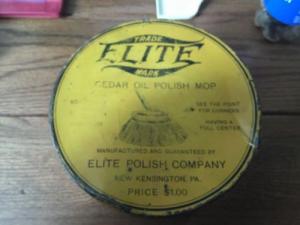 TRADE
ELITE
MARK
CEDAR OIL POLISH MOP
SEE THE POINT
FOR CORNERS
HAVING A
FULL CENTER
MANUFACTURED AND GUARANTEED BY
ELITE POLISH COMPANY
NEW KENSINGTON, PA.
PRICE $1.00